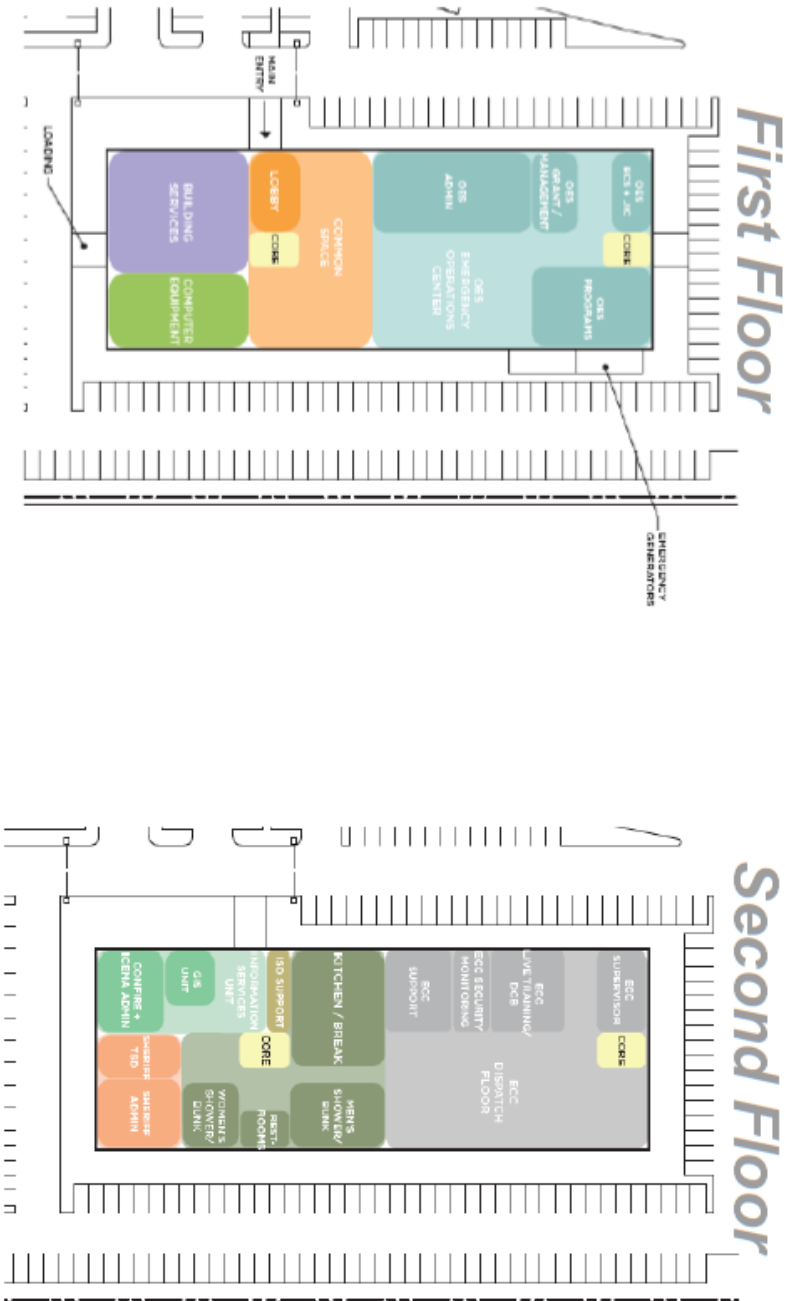 First Floor
MAIN
ENTRY
LOADING
BUILDING
SERVICES
LOBBY
CORE
COMMON
SPACE
COMPUTER
EQUIPMENT
OES
ADMIN
OES
GRANT /
MANAGEMENT
OES
ECS + JIC
CORE
OES
EMERGENCY
OPERATIONS
CENTER
OES
PROGRAMS
EMERGENCY
GENERATORS
Second Floor
CONFIRE +
ICEMA ADMIN
GIS
UNIT
INFORMATION
SERVICES
UNIT
ISD SUPPORT
KITCHEN / BREAK
ECC
SUPPORT
ECC SECURITY
MONITORING
ECC
LIVE TRAINING/
DCB
ECC
SUPERVISOR
SHERIFF
TSD
CORE
CORE
SHERIFF
ADMIN
WOMEN'S
SHOWER/
BUNK
REST-
ROOMS
MEN'S
SHOWER/
BUNK
ECC
DISPATCH
FLOOR